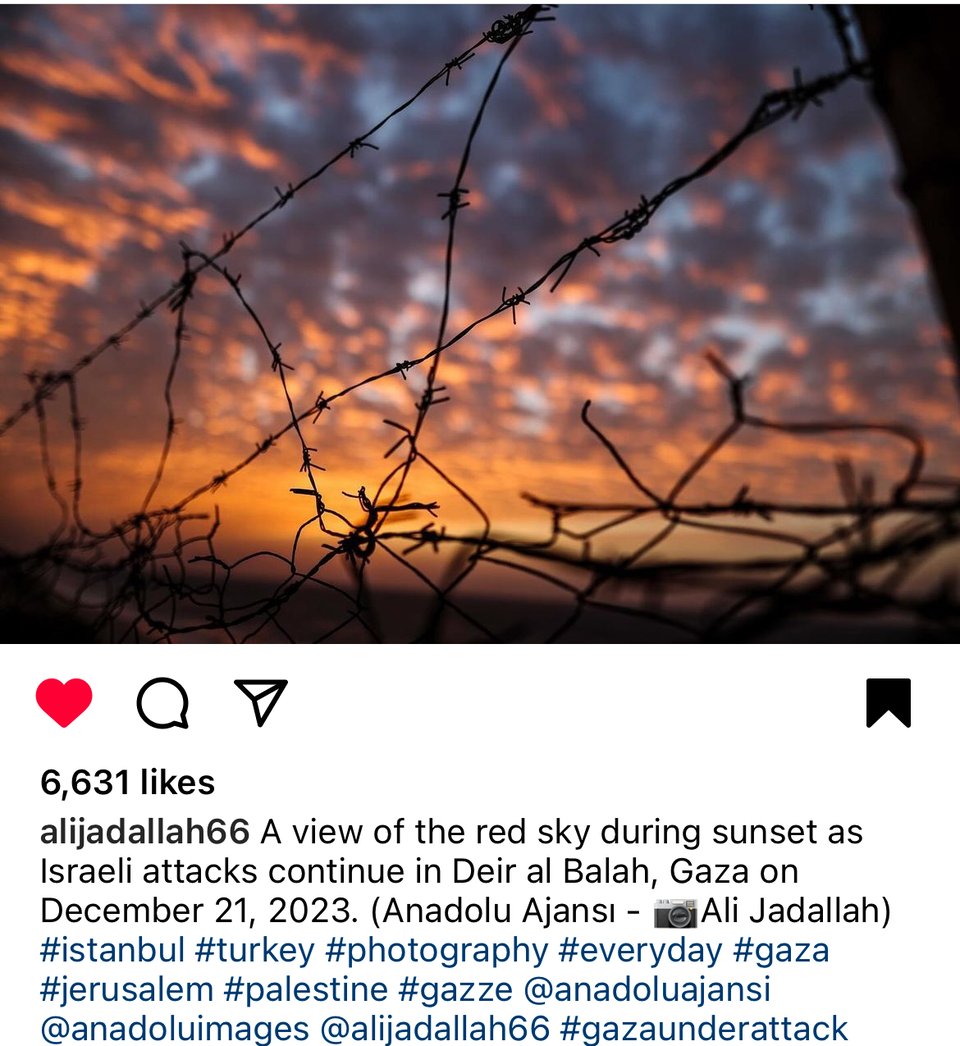 6,631 likes
alijadallah66 A view of the red sky during sunset as
Israeli attacks continue in Deir al Balah, Gaza on
December 21, 2023. (Anadolu Ajansı - 📷Ali Jadallah)
#istanbul #turkey #photography #everyday #gaza
#jerusalem #palestine #gazze @anadoluajansi
@anadoluimages @alijadallah66 #gazaunderattack